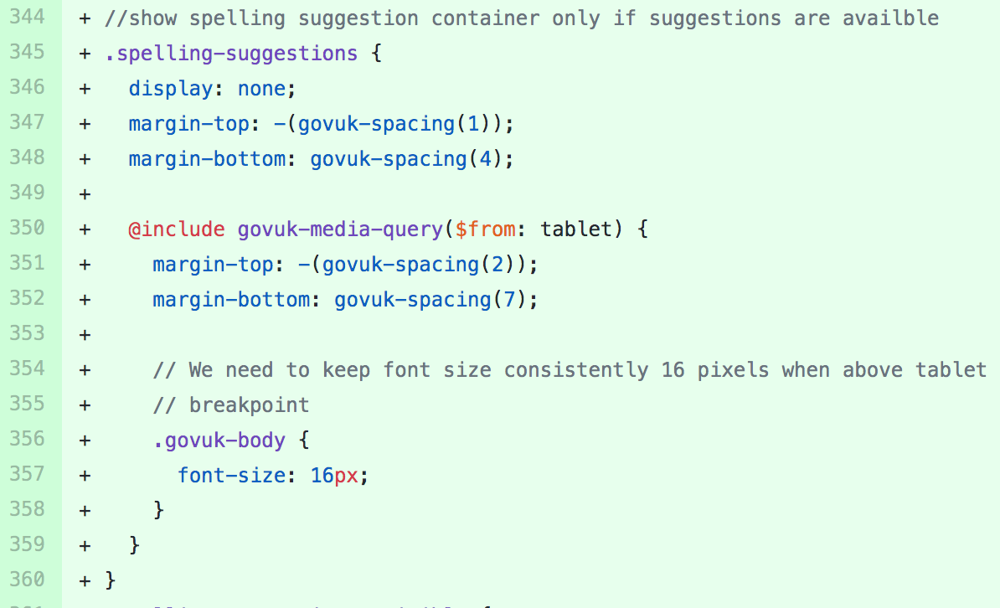 344 + //show spelling suggestion container only if suggestions are availble
345 + .spelling-suggestions {
346 + display: none;
347 + margin-top: -(govuk-spacing(1));
348 + margin-bottom: govuk-spacing(4);
349 +
350 + @include govuk-media-query($from: tablet) {
351 + margin-top: -(govuk-spacing(2));
352 + margin-bottom: govuk-spacing(7);
353 +
354 + // We need to keep font size consistently 16 pixels when above tablet
355 + // breakpoint
356 + .govuk-body {
357 + font-size: 16px;
358 + }
359 + }
360 + }